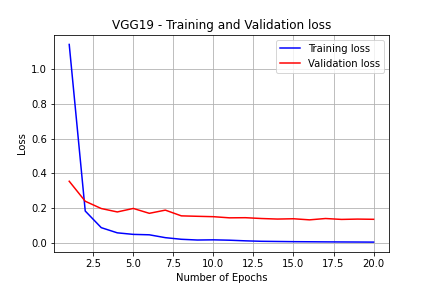 VGG19 - Training and Validation loss
Training loss
Validation loss
Loss
1.0
0.8
0.6
0.4
0.2
0.0
2.5 5.0 7.5 10.0 12.5 15.0 17.5 20.0
Number of Epochs